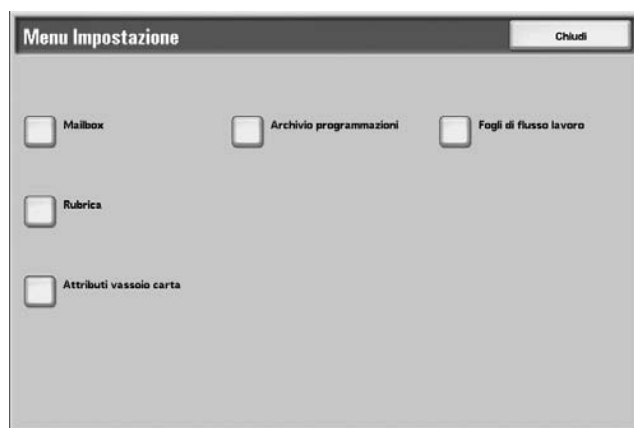 Menu Impostazione
Chiudi
Mailbox
Archivio programmazioni
Fogli di flusso lavoro
Rubrica
Attributi vassoio carta